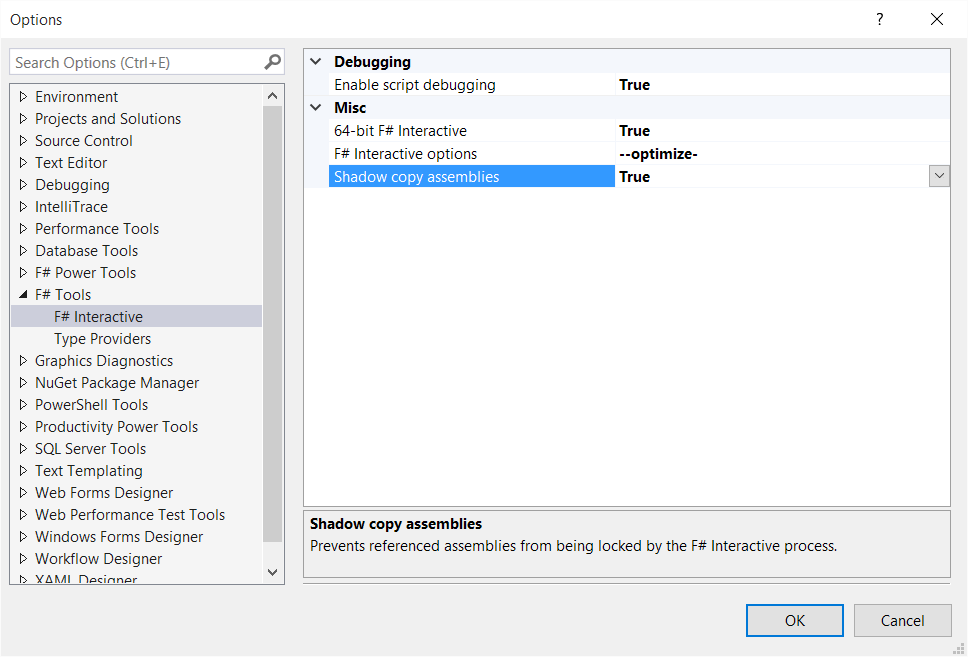 Options
?
Search Options (Ctrl+E)
Environment
Projects and Solutions
Source Control
Text Editor
Debugging
IntelliTrace
Performance Tools
Database Tools
F# Power Tools
F# Tools
F# Interactive
Type Providers
Graphics Diagnostics
NuGet Package Manager
PowerShell Tools
Productivity Power Tools
SQL Server Tools
Text Templating
Web Forms Designer
Web Performance Test Tools
Windows Forms Designer
Workflow Designer
XAML Designer
Debugging
Enable script debugging True
Misc
64-bit F# Interactive True
F# Interactive options --optimize-
Shadow copy assemblies True
Shadow copy assemblies
Prevents referenced assemblies from being locked by the F# Interactive process.
OK Cancel